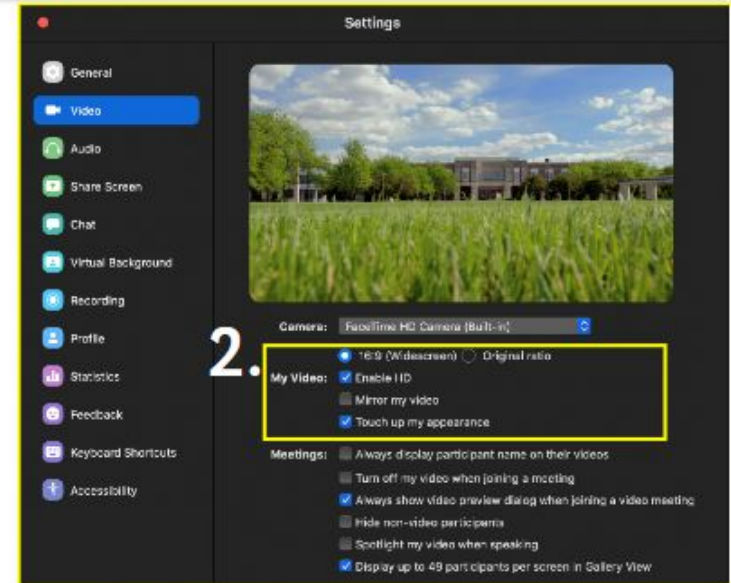 Settings
General
Video
Audio
Share Screen
Chat
Virtual Background
Recording
Profile
Statistics
Feedback
Keyboard Shortcuts
Accessibility
2.
Camera: FaceTime HD Camera (Built-in)
16:9 (Widescreen) Original ratio
My Video: Enable HD
Mirror my video
Touch up my appearance
Meetings: Always display participant name on their videos
Turn off my video when joining a meeting
Always show video preview dialog when joining a video meeting
Hide non-video participants
Spotlight my video when speaking
Display up to 49 participants per screen in Gallery View